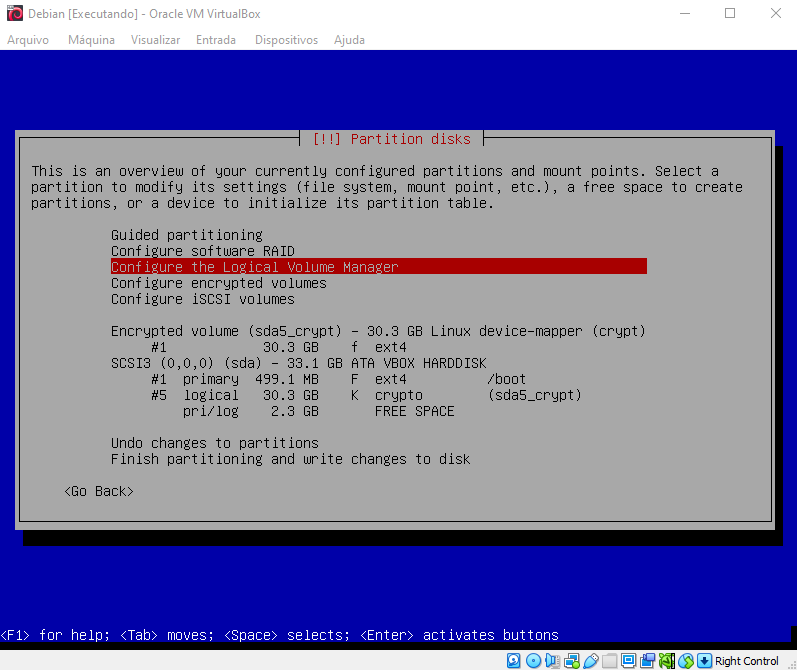 Debian [Executando] - Oracle VM VirtualBox
Arquivo Máquina Visualizar Entrada Dispositivos Ajuda
[!!] Partition disks
This is an overview of your currently configured partitions and mount points. Select a
partition to modify its settings (file system, mount point, etc.), a free space to create
partitions, or a device to initialize its partition table.
Guided partitioning
Configure software RAID
Configure the Logical Volume Manager
Configure encrypted volumes
Configure iSCSI volumes
Encrypted volume (sda5_crypt) - 30.3 GB Linux device-mapper (crypt)
#1 30.3 GB f ext4
SCSI3 (0,0,0) (sda) - 33.1 GB ATA VBOX HARDDISK
#1 primary 499.1 MB F ext4 /boot
#5 logical 30.3 GB K crypto (sda5_crypt)
pri/log 2.3 GB FREE SPACE
Undo changes to partitions
Finish partitioning and write changes to disk
<Go Back>
<F1> for help; <Tab> moves; <Space> selects; <Enter> activates buttons
Right Control